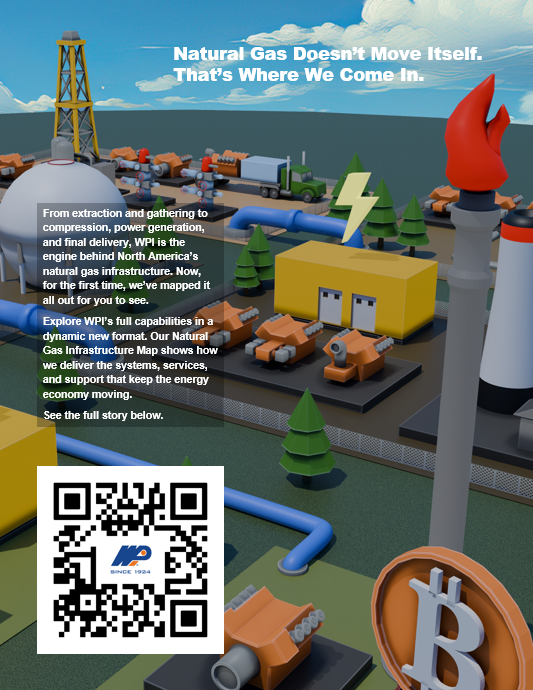 Natural Gas Doesn't Move Itself.
That's Where We Come In.
From extraction and gathering to
compression, power generation,
and final delivery, WPI is the
engine behind North America's
natural gas infrastructure. Now,
for the first time, we've mapped it
all out for you to see.
Explore WPI's full capabilities in a
dynamic new format. Our Natural
Gas Infrastructure Map shows how
we deliver the systems, services,
and support that keep the energy
economy moving.
See the full story below.
SINCE 1924